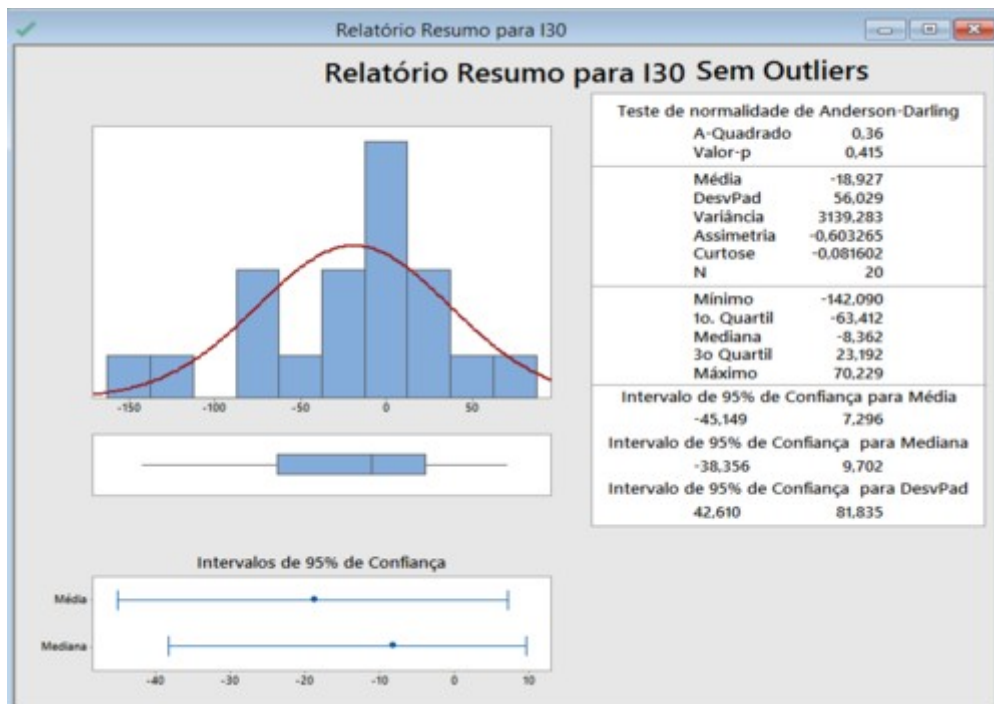 Relatório Resumo para I30
Relatório Resumo para I30 Sem Outliers
-150 -100 -50 0 50
Intervalos de 95% de Confiança
Média
Mediana
-40 -30 -20 -10 0 10
Teste de normalidade de Anderson-Darling
A-Quadrado 0,36
Valor-p 0,415
Média -18,927
DesvPad 56,029
Variância 3139,283
Assimetria -0,603265
Curtose -0,081602
N 20
Mínimo -142,090
1o. Quartil -63,412
Mediana -8,362
3o Quartil 23,192
Máximo 70,229
Intervalo de 95% de Confiança para Média
-45,149 7,296
Intervalo de 95% de Confiança para Mediana
-38,356 9,702
Intervalo de 95% de Confiança para DesvPad
42,610 81,835